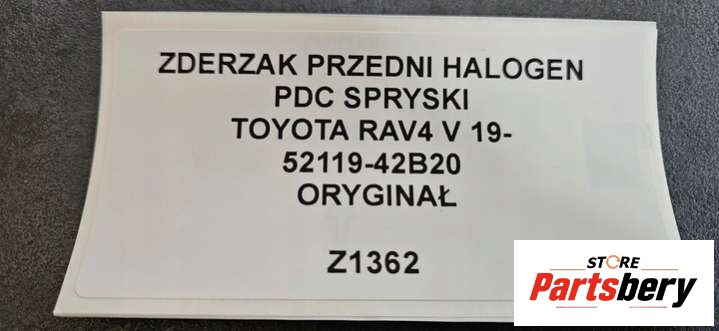 ZDERZAK PRZEDNI HALOGEN
PDC SPRYSKI
TOYOTA RAV4 V 19-
52119-42B20
ORYGINAŁ
Z1362
STORE
Partsbery